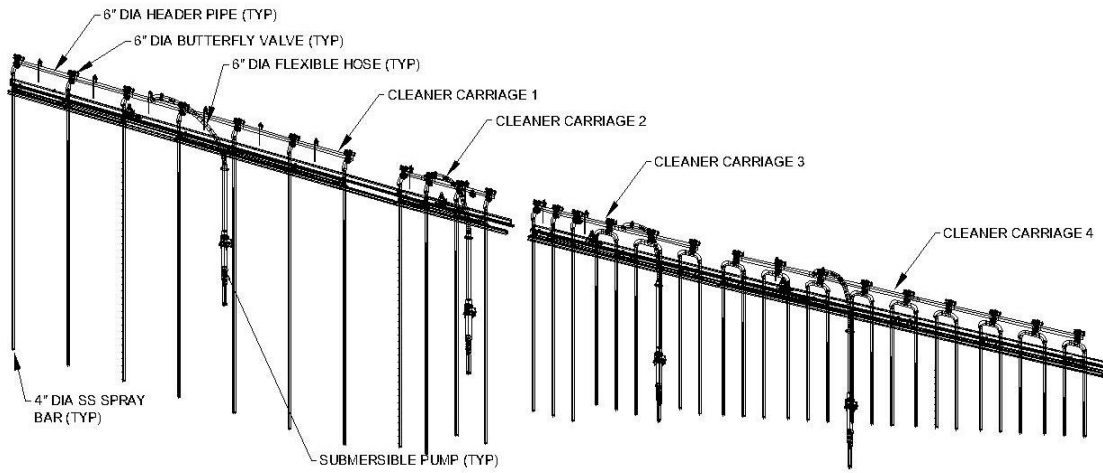 6" DIA HEADER PIPE (TYP)
6" DIA BUTTERFLY VALVE (TYP)
6" DIA FLEXIBLE HOSE (TYP)
CLEANER CARRIAGE 1
CLEANER CARRIAGE 2
CLEANER CARRIAGE 3
CLEANER CARRIAGE 4
4" DIA SS SPRAY
BAR (TYP)
SUBMERSIBLE PUMP (TYP)